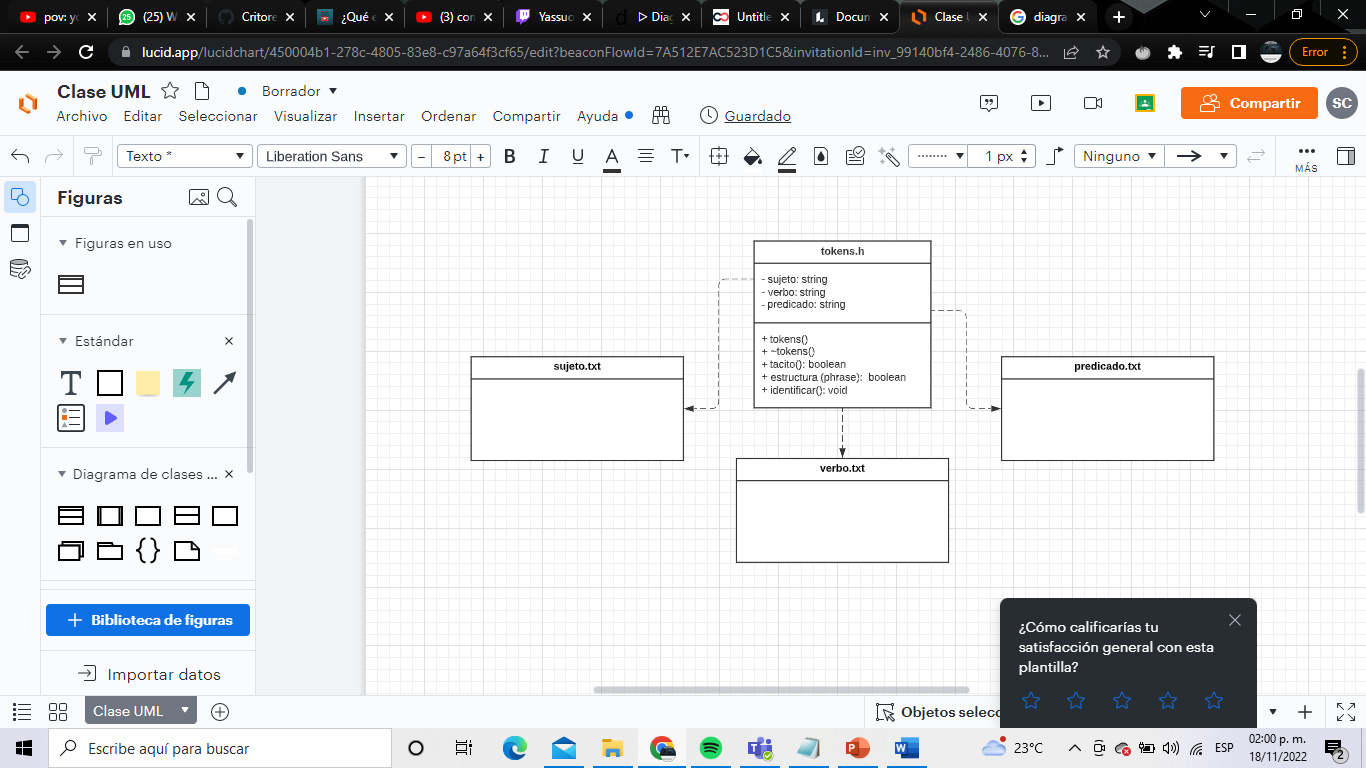 pov: yo
(25) W
Critore
¿Qué e
(3) con
Yassuc
d
Diag
Untitle
Docum
Clase U
diagra
lucid.app/lucidchart/450004b1-278c-4805-83e8-c97a64f3cf65/edit?beaconFlowId=7A512E7AC523D1C5&invitationId=inv_99140bf4-2486-4076-8...
Error
Clase UML
Borrador
Archivo Editar Seleccionar Visualizar Insertar Ordenar Compartir Ayuda
Guardado
Compartir
SC
Texto *
Liberation Sans
− 8 pt +
B I U A T
1 px
Ninguno
MÁS
Figuras
Figuras en uso
Estándar
T
Diagrama de clases ...
Biblioteca de figuras
Importar datos
tokens.h
- sujeto: string
- verbo: string
- predicado: string
+ tokens()
+ ~tokens()
+ tacito(): boolean
+ estructura (phrase): boolean
+ identificar(): void
sujeto.txt
predicado.txt
verbo.txt
¿Cómo calificarías tu
satisfacción general con esta
plantilla?
Clase UML
Objetos selecc
Escribe aquí para buscar
23°C
ESP
02:00 p. m.
18/11/2022
2